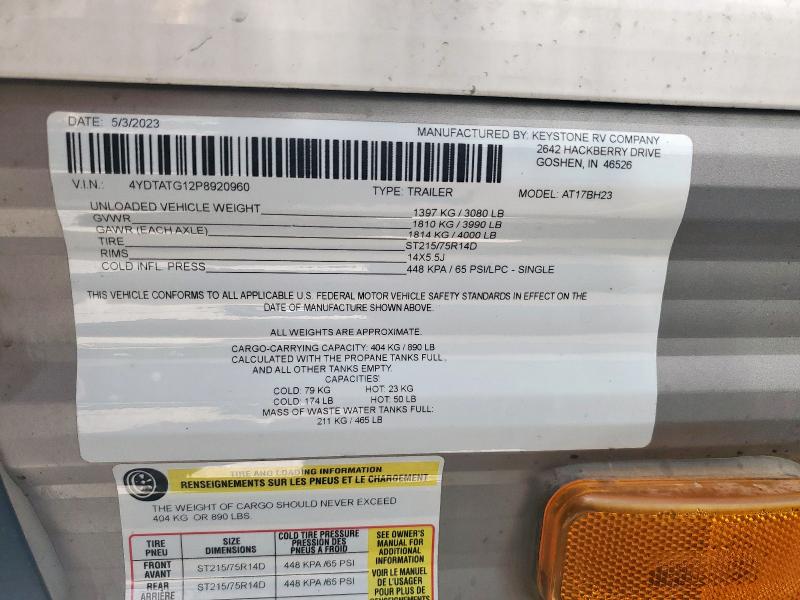 DATE: 5/3/2023
MANUFACTURED BY: KEYSTONE RV COMPANY
2642 HACKBERRY DRIVE
GOSHEN, IN 46526
V.I.N.: 4YDTATG12P8920960 TYPE: TRAILER MODEL: AT17BH23
UNLOADED VEHICLE WEIGHT 1397 KG / 3080 LB
GVWR 1810 KG / 3990 LB
GAWR (EACH AXLE) 1814 KG / 4000 LB
TIRE ST215/75R14D
RIMS 14X5.5J
COLD INFL. PRESS 448 KPA / 65 PSI/LPC - SINGLE
THIS VEHICLE CONFORMS TO ALL APPLICABLE U.S. FEDERAL MOTOR VEHICLE SAFETY STANDARDS IN EFFECT ON THE
DATE OF MANUFACTURE SHOWN ABOVE.
ALL WEIGHTS ARE APPROXIMATE.
CARGO-CARRYING CAPACITY: 404 KG / 890 LB
CALCULATED WITH THE PROPANE TANKS FULL,
AND ALL OTHER TANKS EMPTY.
CAPACITIES:
COLD: 79 KG HOT: 23 KG
COLD: 174 LB HOT: 50 LB
MASS OF WASTE WATER TANKS FULL:
211 KG / 465 LB
TIRE AND LOADING INFORMATION
RENSEIGNEMENTS SUR LES PNEUS ET LE CHARGEMENT
THE WEIGHT OF CARGO SHOULD NEVER EXCEED
404 KG OR 890 LBS.
TIRE
PNEU
SIZE
DIMENSIONS
COLD TIRE PRESSURE
PRESSION DES
PNEUS A FROID
FRONT
AVANT
ST215/75R14D
448 KPA /65 PSI
REAR
ARRIÈRE
ST215/75R14D
448 KPA /65 PSI
SEE OWNER'S
MANUAL FOR
ADDITIONAL
INFORMATION
VOIR LE MANUEL
DE L'USAGER
POUR PLUS DE